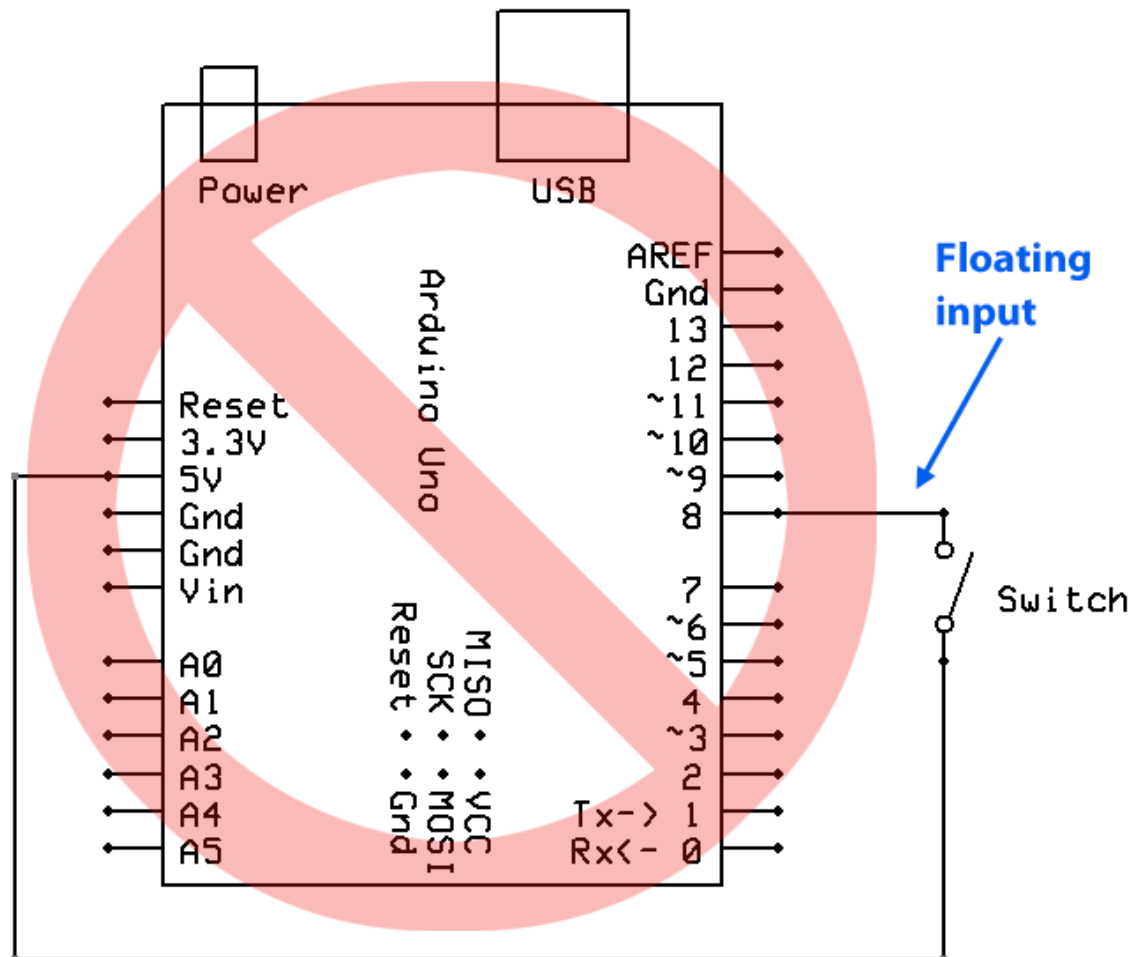 Power
USB
Arduino Uno
AREF
Gnd
13
12
~11
~10
~9
8
7
~6
~5
4
~3
2
Tx-> 1
Rx<- 0
Reset
3.3V
5V
Gnd
Gnd
Vin
A0
A1
A2
A3
A4
A5
MISO
SCK
Reset
VCC
MOSI
Gnd
Floating
input
Switch